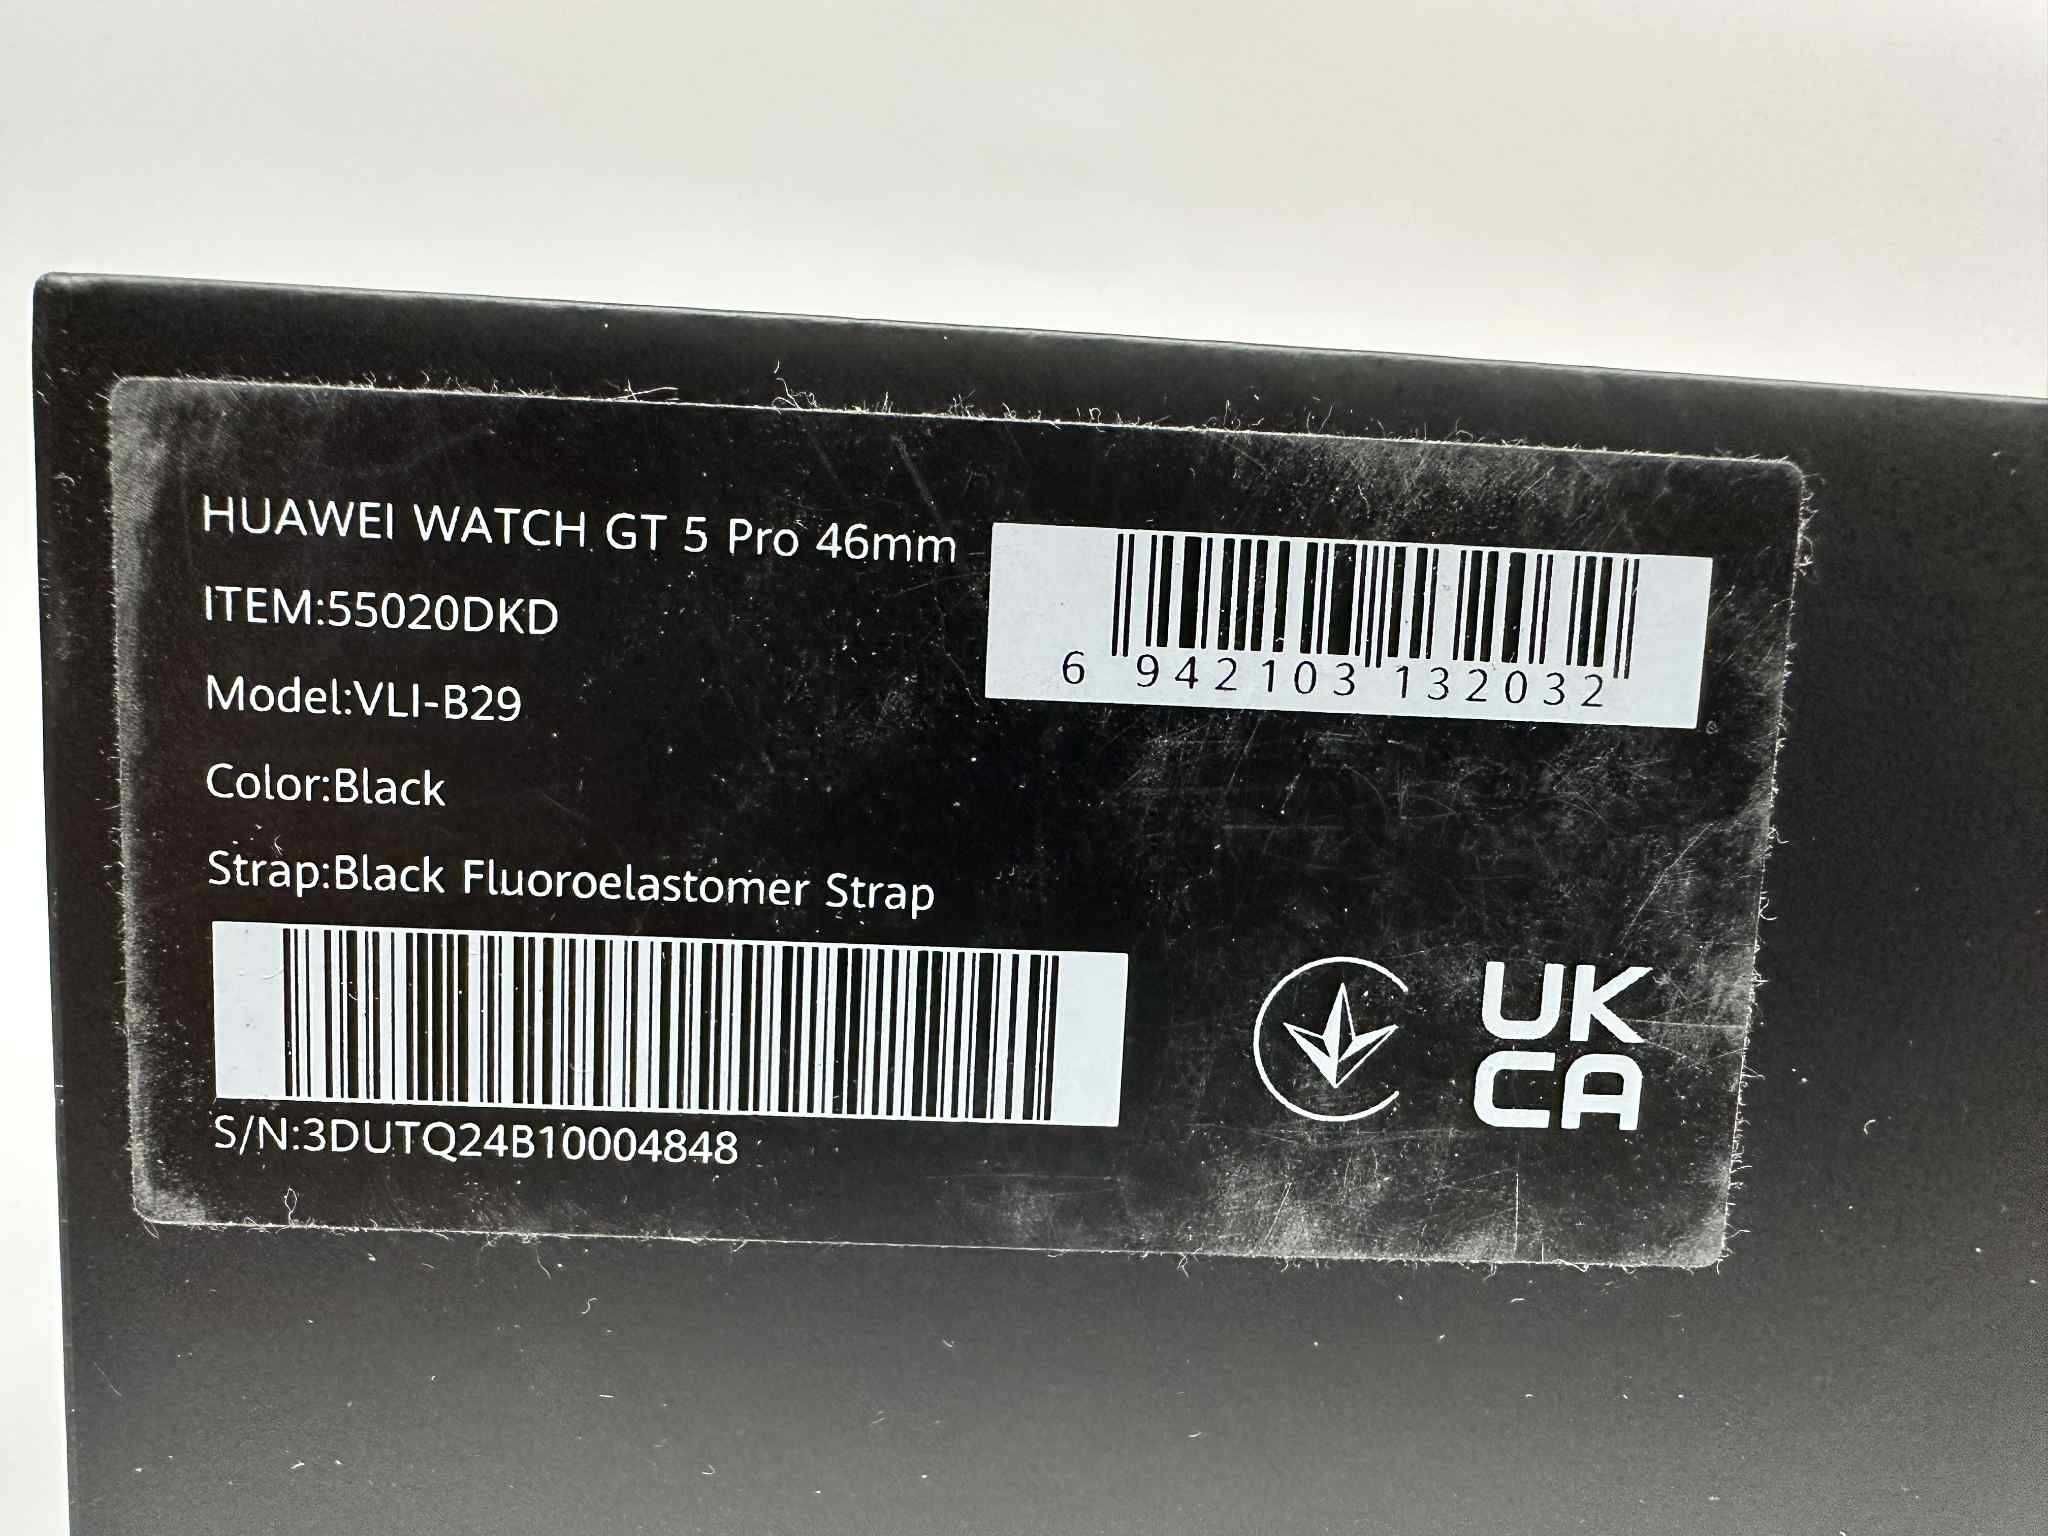 HUAWEI WATCH GT 5 Pro 46mm
ITEM:55020DKD
Model:VLI-B29
Color:Black
Strap:Black Fluoroelastomer Strap
S/N:3DUTQ24B10004848
6 942103 132032
UK
CA